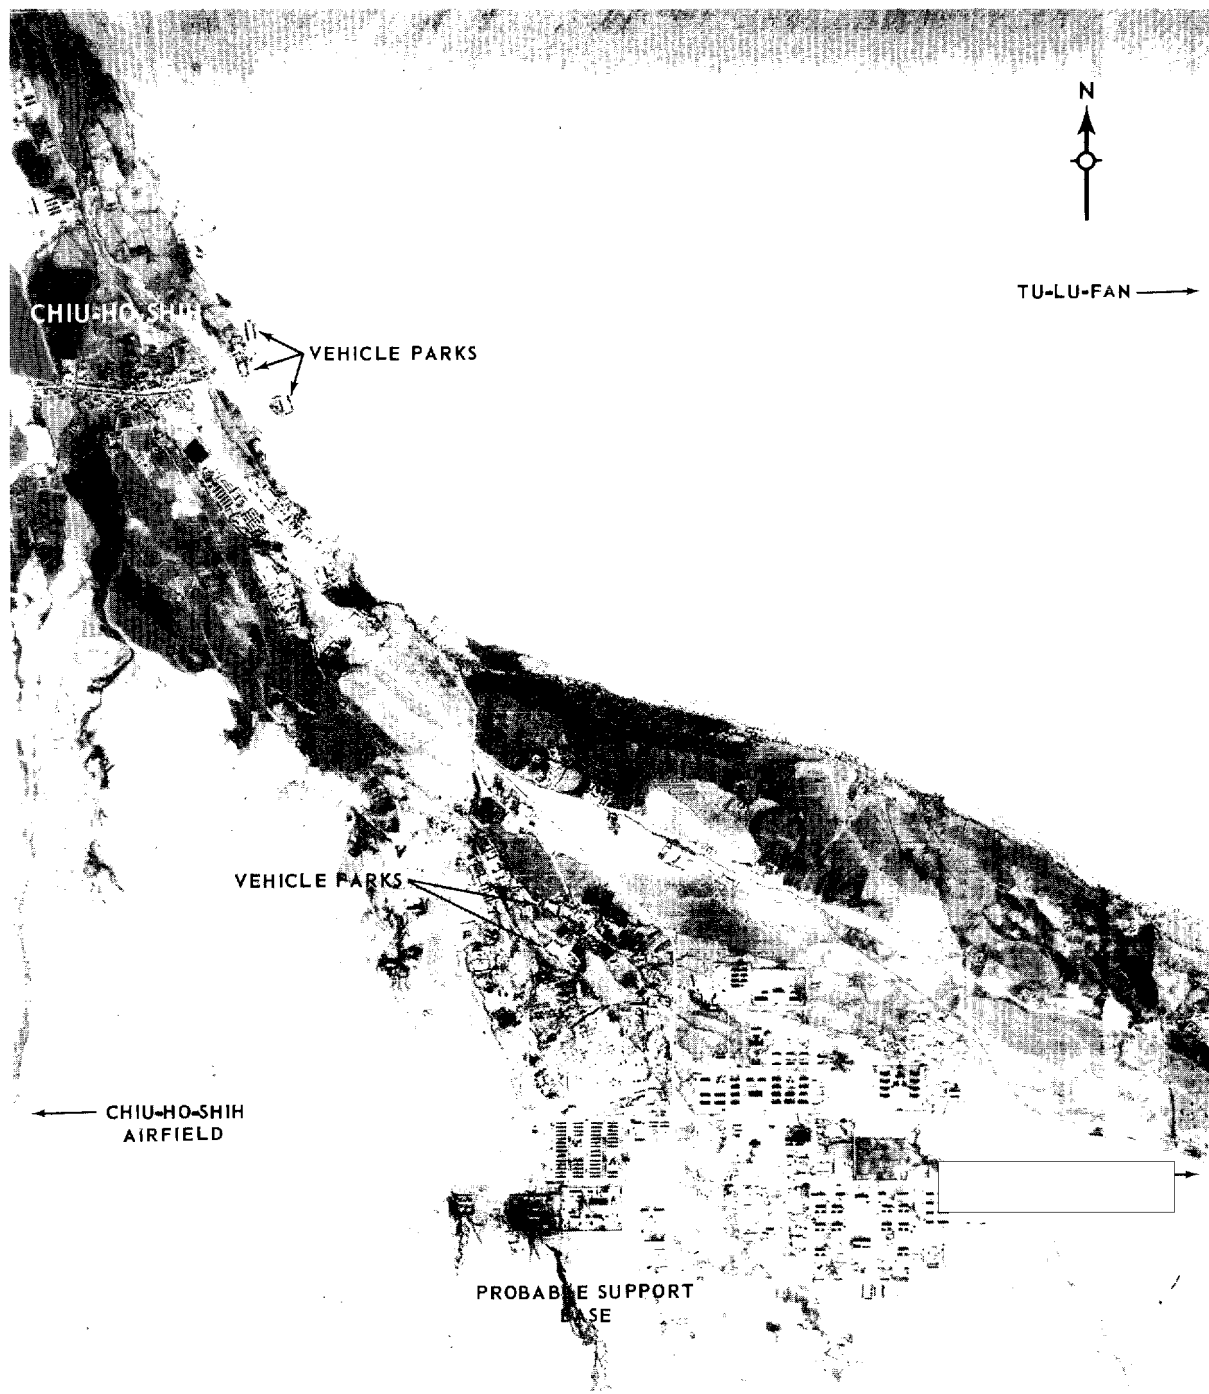 N
TU-LU-FAN
CHIU-HO-SHIH
VEHICLE PARKS
VEHICLE PARKS
CHIU-HO-SHIH
AIRFIELD
PROBABLE SUPPORT
BASE